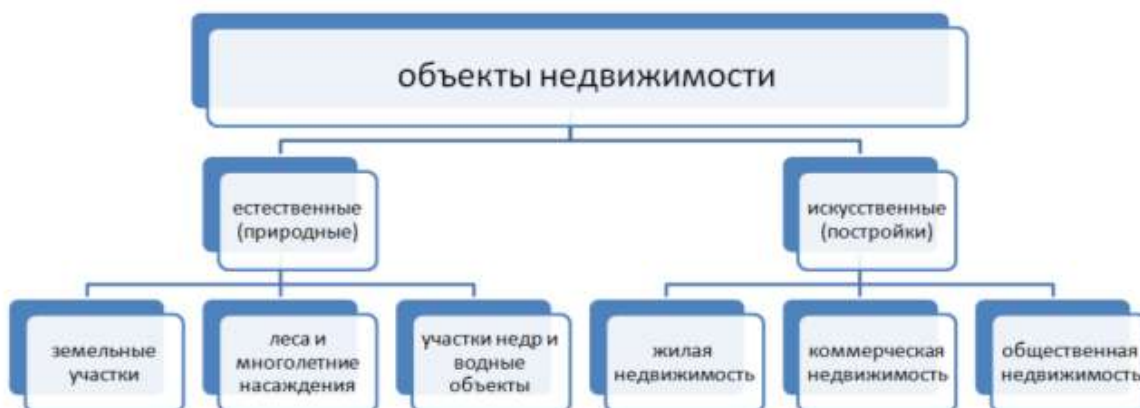 объекты недвижимости
естественные
(природные)
искусственные
(постройки)
земельные
участки
леса и
многолетние
насаждения
участки недр и
водные
объекты
жилая
недвижимость
коммерческая
недвижимость
общественная
недвижимость